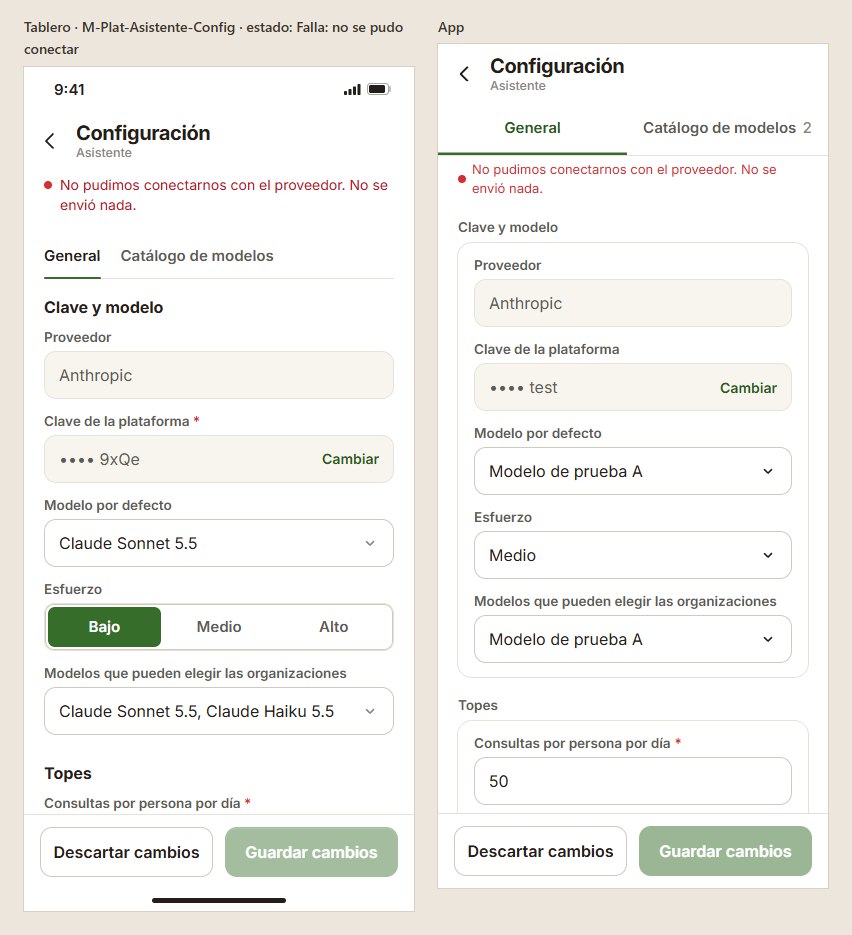 Tablero · M-Plat-Asistente-Config · estado: Falla: no se pudo
conectar
9:41
Configuración
Asistente
No pudimos conectarnos con el proveedor. No se
envió nada.
General
Catálogo de modelos
Clave y modelo
Proveedor
Anthropic
Clave de la plataforma *
•••• 9xQe
Cambiar
Modelo por defecto
Claude Sonnet 5.5
Esfuerzo
Bajo
Medio
Alto
Modelos que pueden elegir las organizaciones
Claude Sonnet 5.5, Claude Haiku 5.5
Topes
Consultas por persona por día *
Descartar cambios
Guardar cambios
App
Configuración
Asistente
General
Catálogo de modelos 2
No pudimos conectarnos con el proveedor. No se
envió nada.
Clave y modelo
Proveedor
Anthropic
Clave de la plataforma
•••• test
Cambiar
Modelo por defecto
Modelo de prueba A
Esfuerzo
Medio
Modelos que pueden elegir las organizaciones
Modelo de prueba A
Topes
Consultas por persona por día *
50
Descartar cambios
Guardar cambios